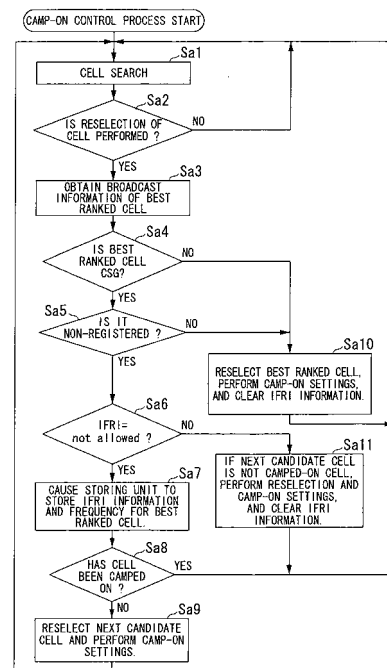 CAMP-ON CONTROL PROCESS START
Sa1
CELL SEARCH
Sa2
IS RESELECTION OF
CELL PERFORMED ?
NO
YES
Sa3
OBTAIN BROADCAST
INFORMATION OF BEST
RANKED CELL
Sa4
IS BEST
RANKED CELL
CSG?
NO
YES
Sa5
IS IT
NON-REGISTERED ?
NO
YES
Sa10
RESELECT BEST RANKED CELL,
PERFORM CAMP-ON SETTINGS,
AND CLEAR IFRI INFORMATION.
Sa6
IFRI=
not allowed ?
NO
YES
Sa11
IF NEXT CANDIDATE CELL
IS NOT CAMPED-ON CELL,
PERFORM RESELECTION AND
CAMP-ON SETTINGS,
AND CLEAR IFRI
INFORMATION.
Sa7
CAUSE STORING UNIT TO
STORE IFRI INFORMATION
AND FREQUENCY FOR BEST
RANKED CELL.
Sa8
HAS CELL
BEEN CAMPED
ON ?
YES
NO
Sa9
RESELECT NEXT CANDIDATE
CELL AND PERFORM CAMP-ON
SETTINGS.